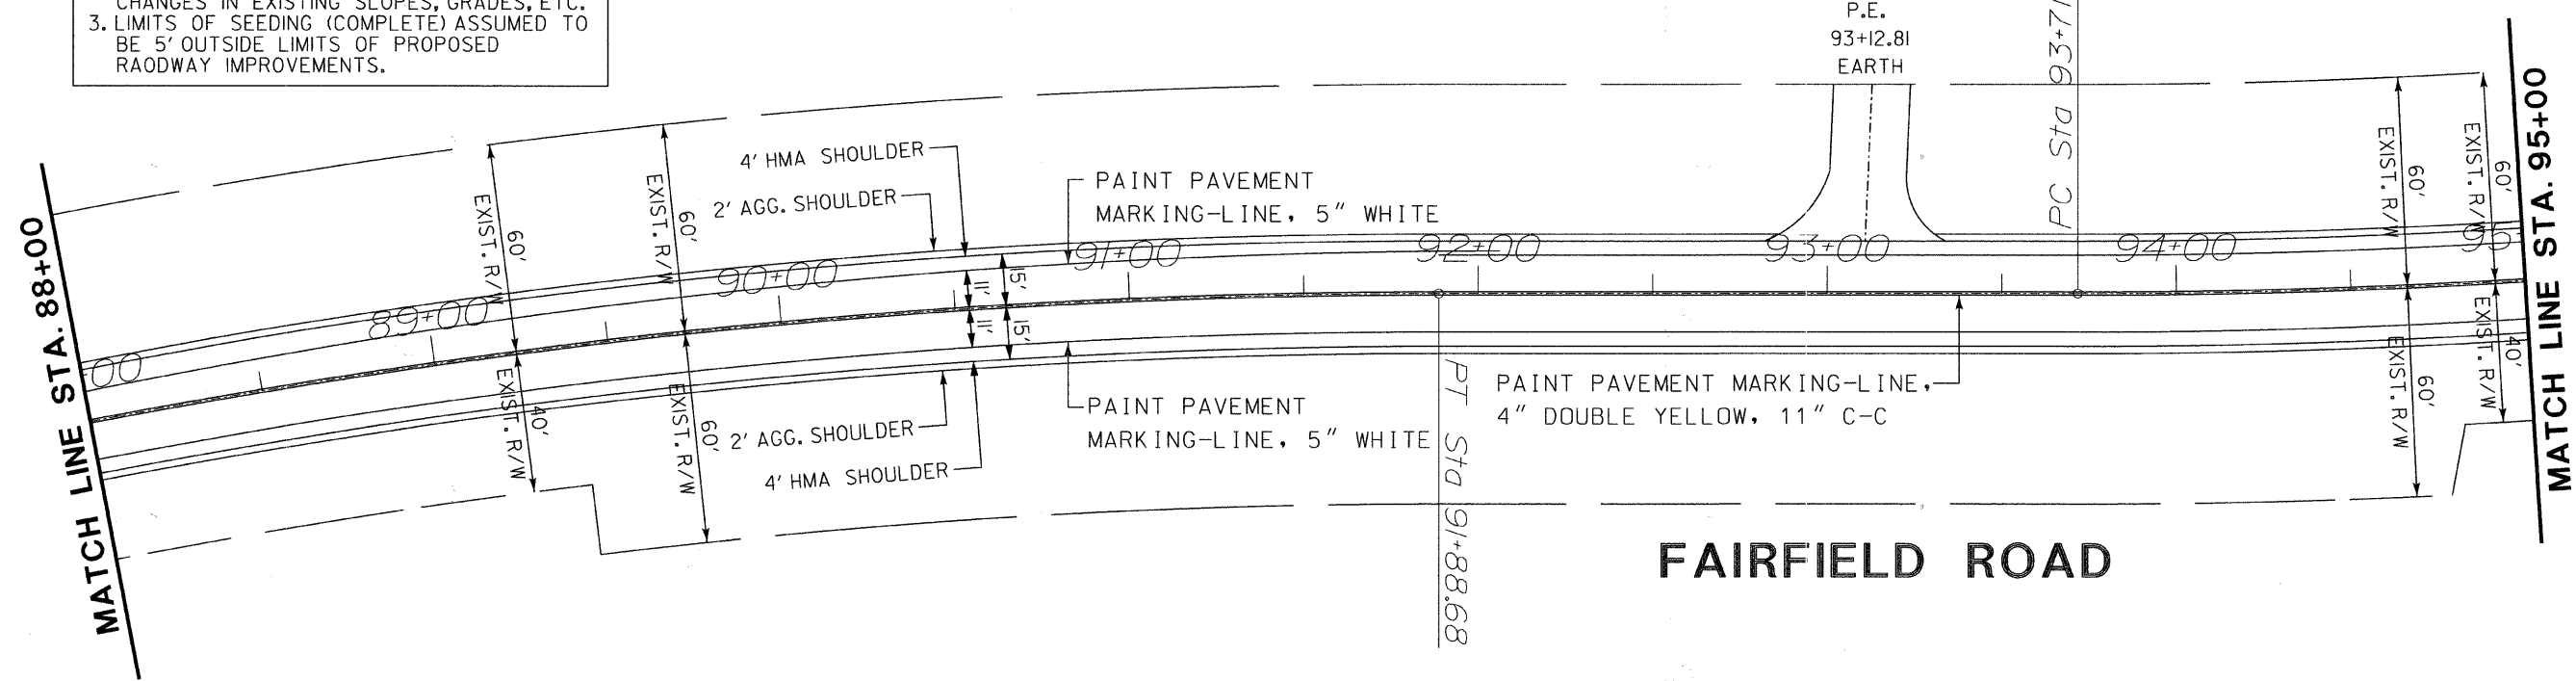 CHANGES IN EXISTING SLOPES, GRADES, ETC.
3. LIMITS OF SEEDING (COMPLETE) ASSUMED TO
BE 5' OUTSIDE LIMITS OF PROPOSED
RAODWAY IMPROVEMENTS.
P.E.
93+12.81
EARTH
PC Sta 93+71
MATCH LINE STA. 88+00
MATCH LINE STA. 95+00
4' HMA SHOULDER
2' AGG. SHOULDER
PAINT PAVEMENT
MARKING-LINE, 5" WHITE
EXIST. R/W
60'
EXIST. R/W
60'
EXIST. R/W
60'
EXIST. R/W
60'
+00
89+00
90+00
91+00
92+00
93+00
94+00
95
11'
15'
11'
15'
EXIST. R/W
40'
EXIST. R/W
60'
EXIST. R/W
60'
EXIST. R/W
40'
2' AGG. SHOULDER
4' HMA SHOULDER
PAINT PAVEMENT
MARKING-LINE, 5" WHITE
PT Sta 91+88.68
PAINT PAVEMENT MARKING-LINE,
4" DOUBLE YELLOW, 11" C-C
FAIRFIELD ROAD